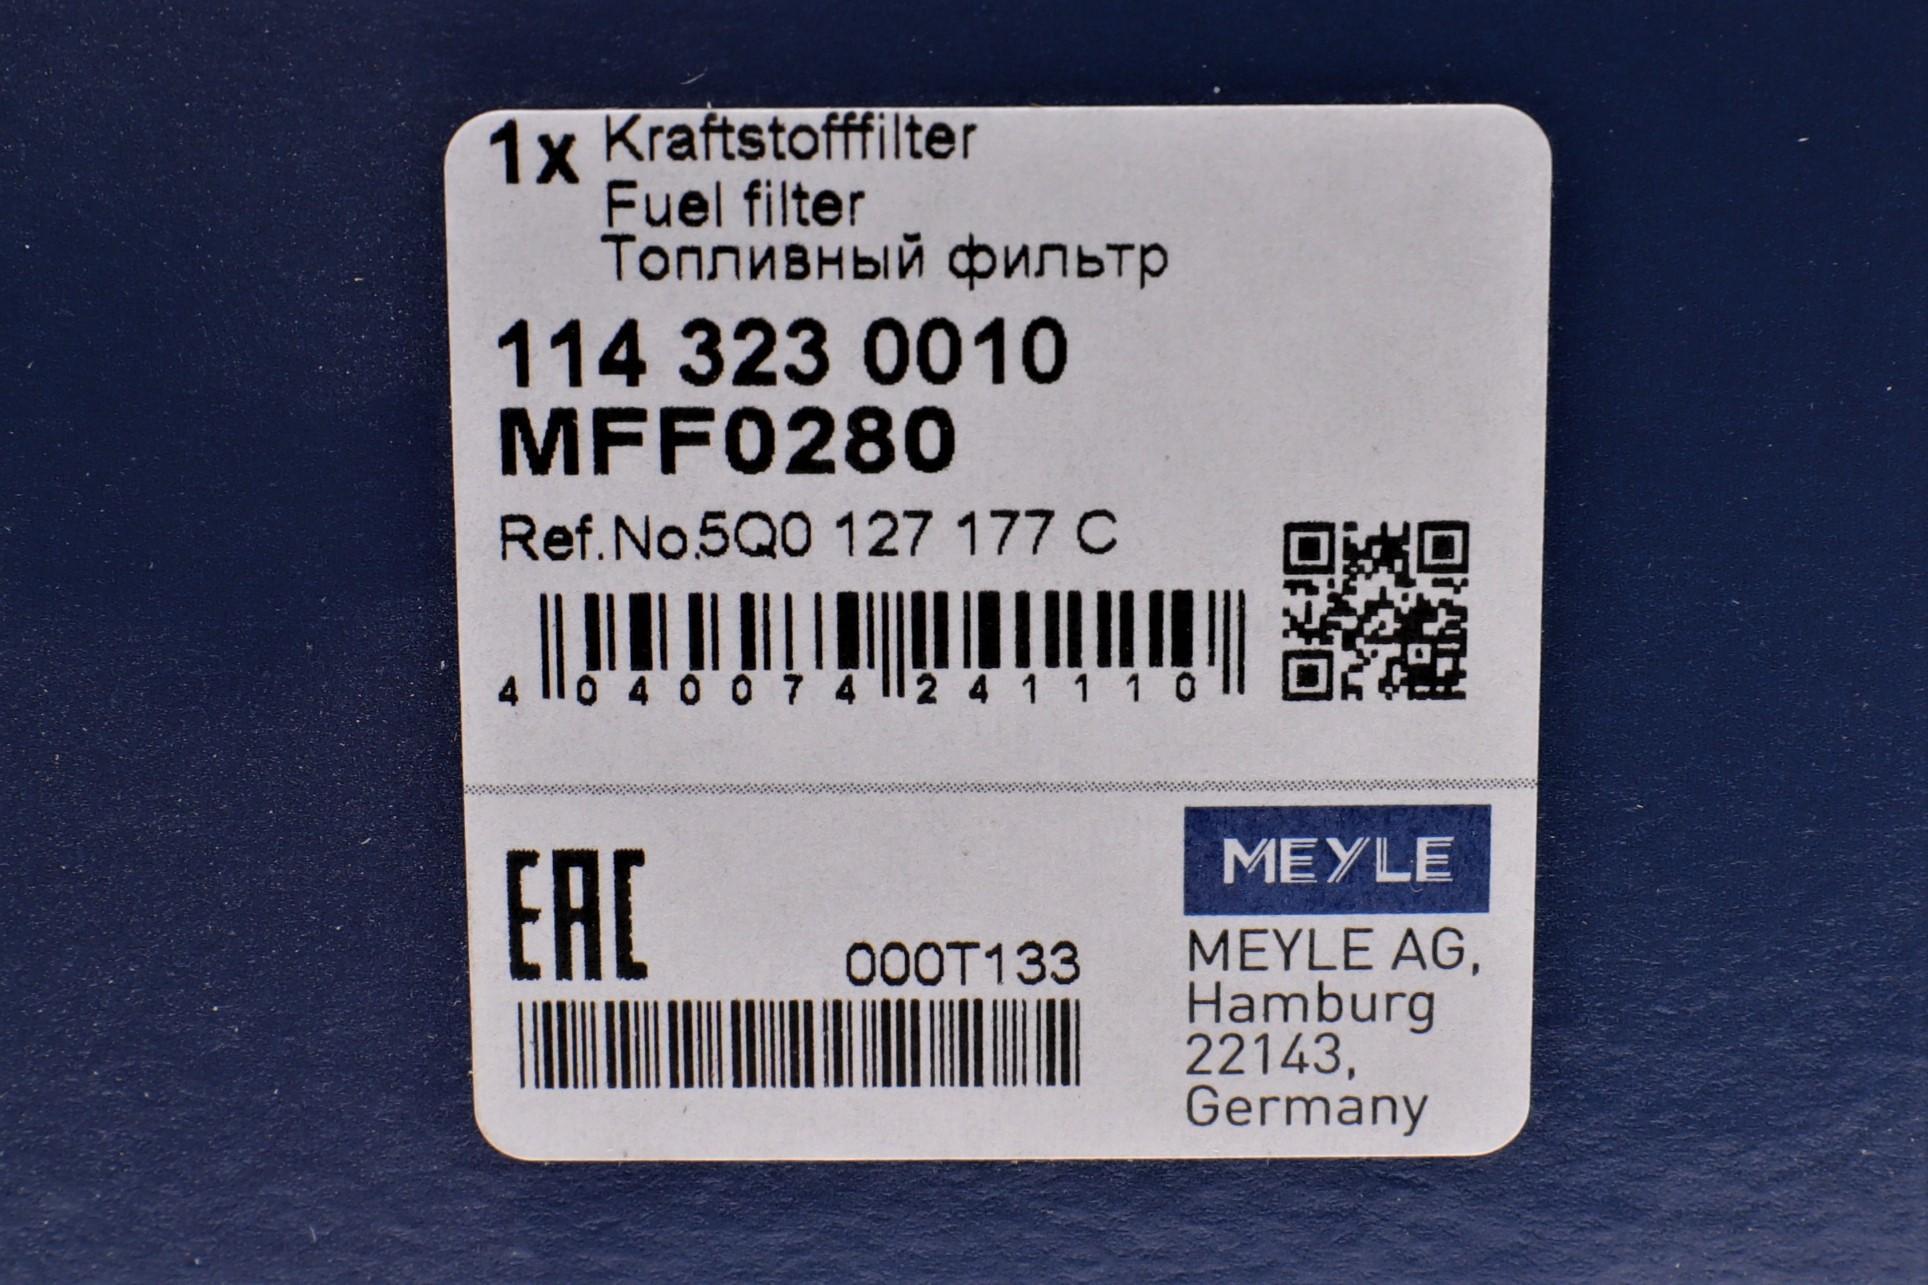 1x Kraftstofffilter
Fuel filter
Топливный фильтр
114 323 0010
MFF0280
Ref.No.5Q0 127 177 C
4 040074 241110
EAC
000T133
MEYLE
MEYLE AG,
Hamburg
22143,
Germany